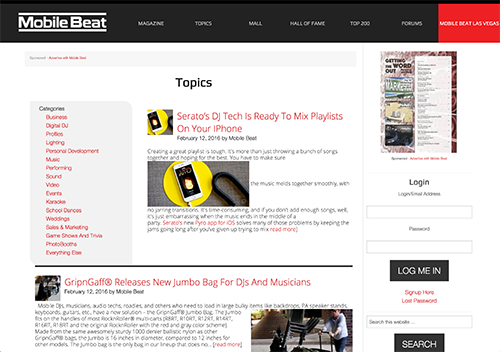 Mobile Beat
MAGAZINE
TOPICS
MALL
HALL OF FAME
TOP 200
FORUMS
MOBILE BEAT LAS VEGAS
Sponsored - Advertise with Mobile Beat
Topics
Categories
Business
Digital DJ
Profiles
Lighting
Personal Development
Music
Performing
Sound
Video
Events
Karaoke
School Dances
Weddings
Sales & Marketing
Game Shows And Trivia
PhotoBooths
Everything Else
Serato's DJ Tech Is Ready To Mix Playlists
On Your IPhone
February 12, 2016 by Mobile Beat
Creating a great playlist is tough. It's more than just throwing a bunch of songs
together and hoping for the best. You have to make sure
the music melds together smoothly, with
no jarring transitions. It's time-consuming, and if you don't add enough songs, well,
it's just embarrassing when the music ends in the middle of a
party. Serato's new Pyro app for iOS solves many of those problems by keeping the
jams going long after you've given up trying to mix read more]
GripnGaff® Releases New Jumbo Bag For DJs And Musicians
February 12, 2016 by Mobile Beat
Mobile DJs, musicians, audio techs, roadies, and others who need to load in large bulky items like backdrops, PA speaker stands,
keyboards, guitars, etc., have a new solution - the GripnGaff® Jumbo Bag. The Jumbo
fits on the handles of most RocknRoller® multicarts (R8RT, R10RT, R12RT, R14RT,
R16RT, R18RT and the original RocknRoller with the red and gray color scheme).
Made from the same awesomely sturdy 1000 denier ballistic nylon as other
GripnGaff® bags, the Jumbo is 16 inches in diameter, compared to 12 inches for
other models. The Jumbo bag is the only bag in our lineup that does no... [read more]
GETTING
THE WORD
OUT
Sponsored - Advertise with Mobile Beat
Login
Login/Email Address
Password
LOG ME IN
Signup Here
Lost Password
Search this website ...
SEARCH